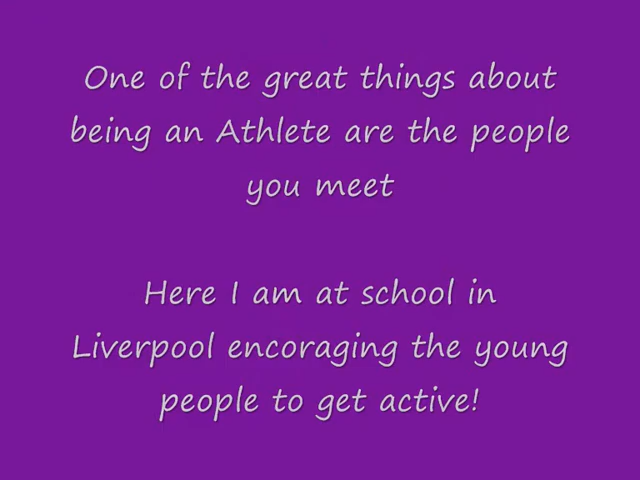 One of the great things about
being an Athlete are the people
you meet
Here I am at school in
Liverpool encoraging the young
people to get active!